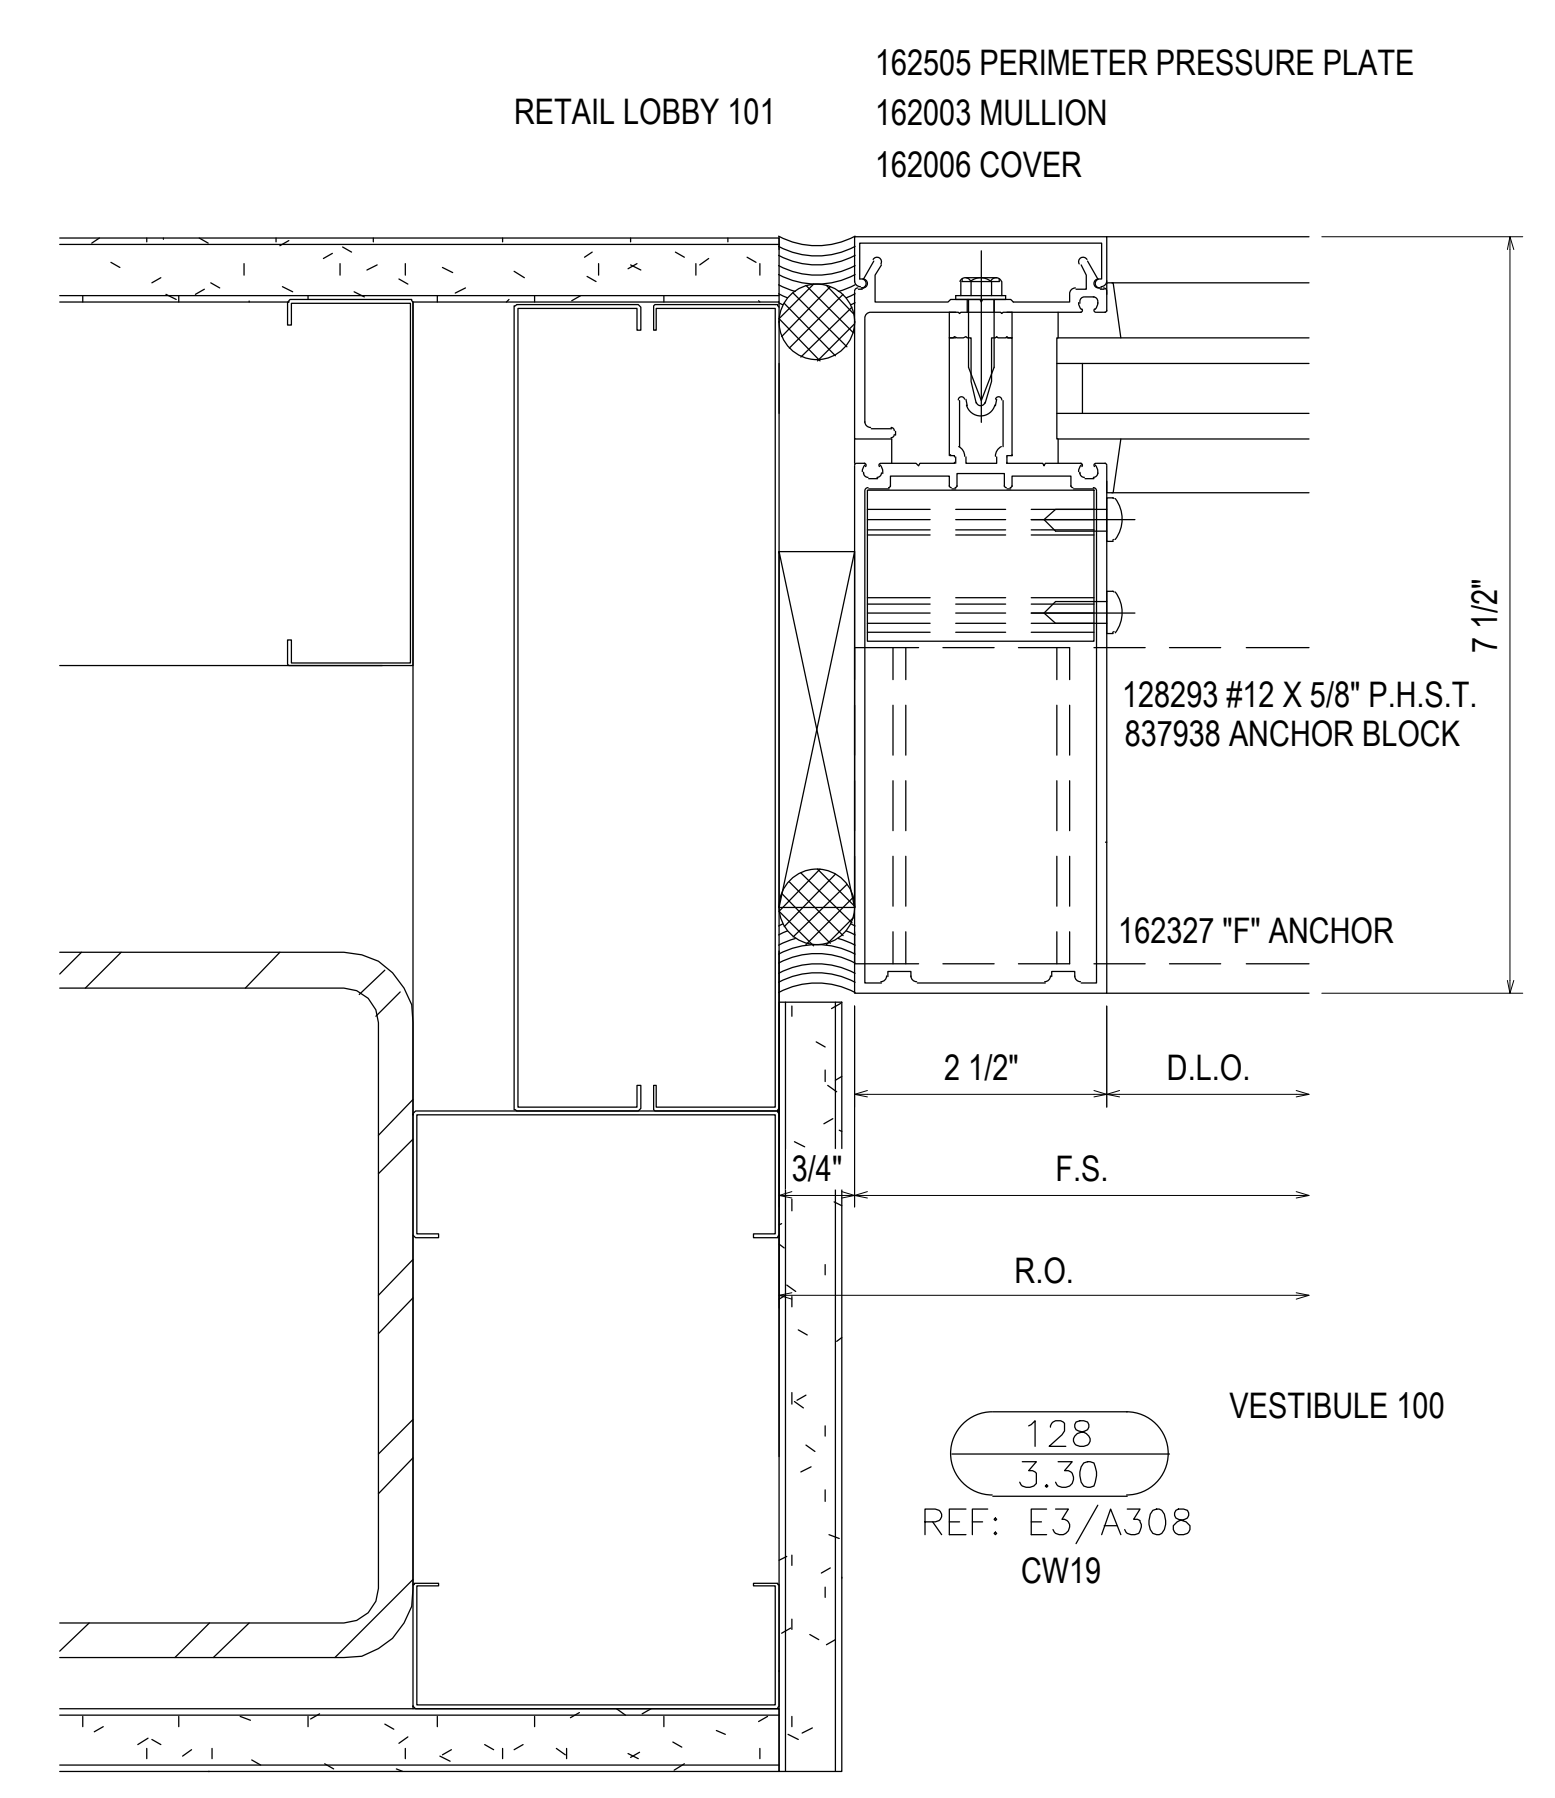 162505 PERIMETER PRESSURE PLATE
RETAIL LOBBY 101
162003 MULLION
162006 COVER
7 1/2"
128293 #12 X 5/8" P.H.S.T.
837938 ANCHOR BLOCK
162327 "F" ANCHOR
2 1/2"
D.L.O.
3/4"
F.S.
R.O.
VESTIBULE 100
128
3.30
REF: E3/A308
CW19